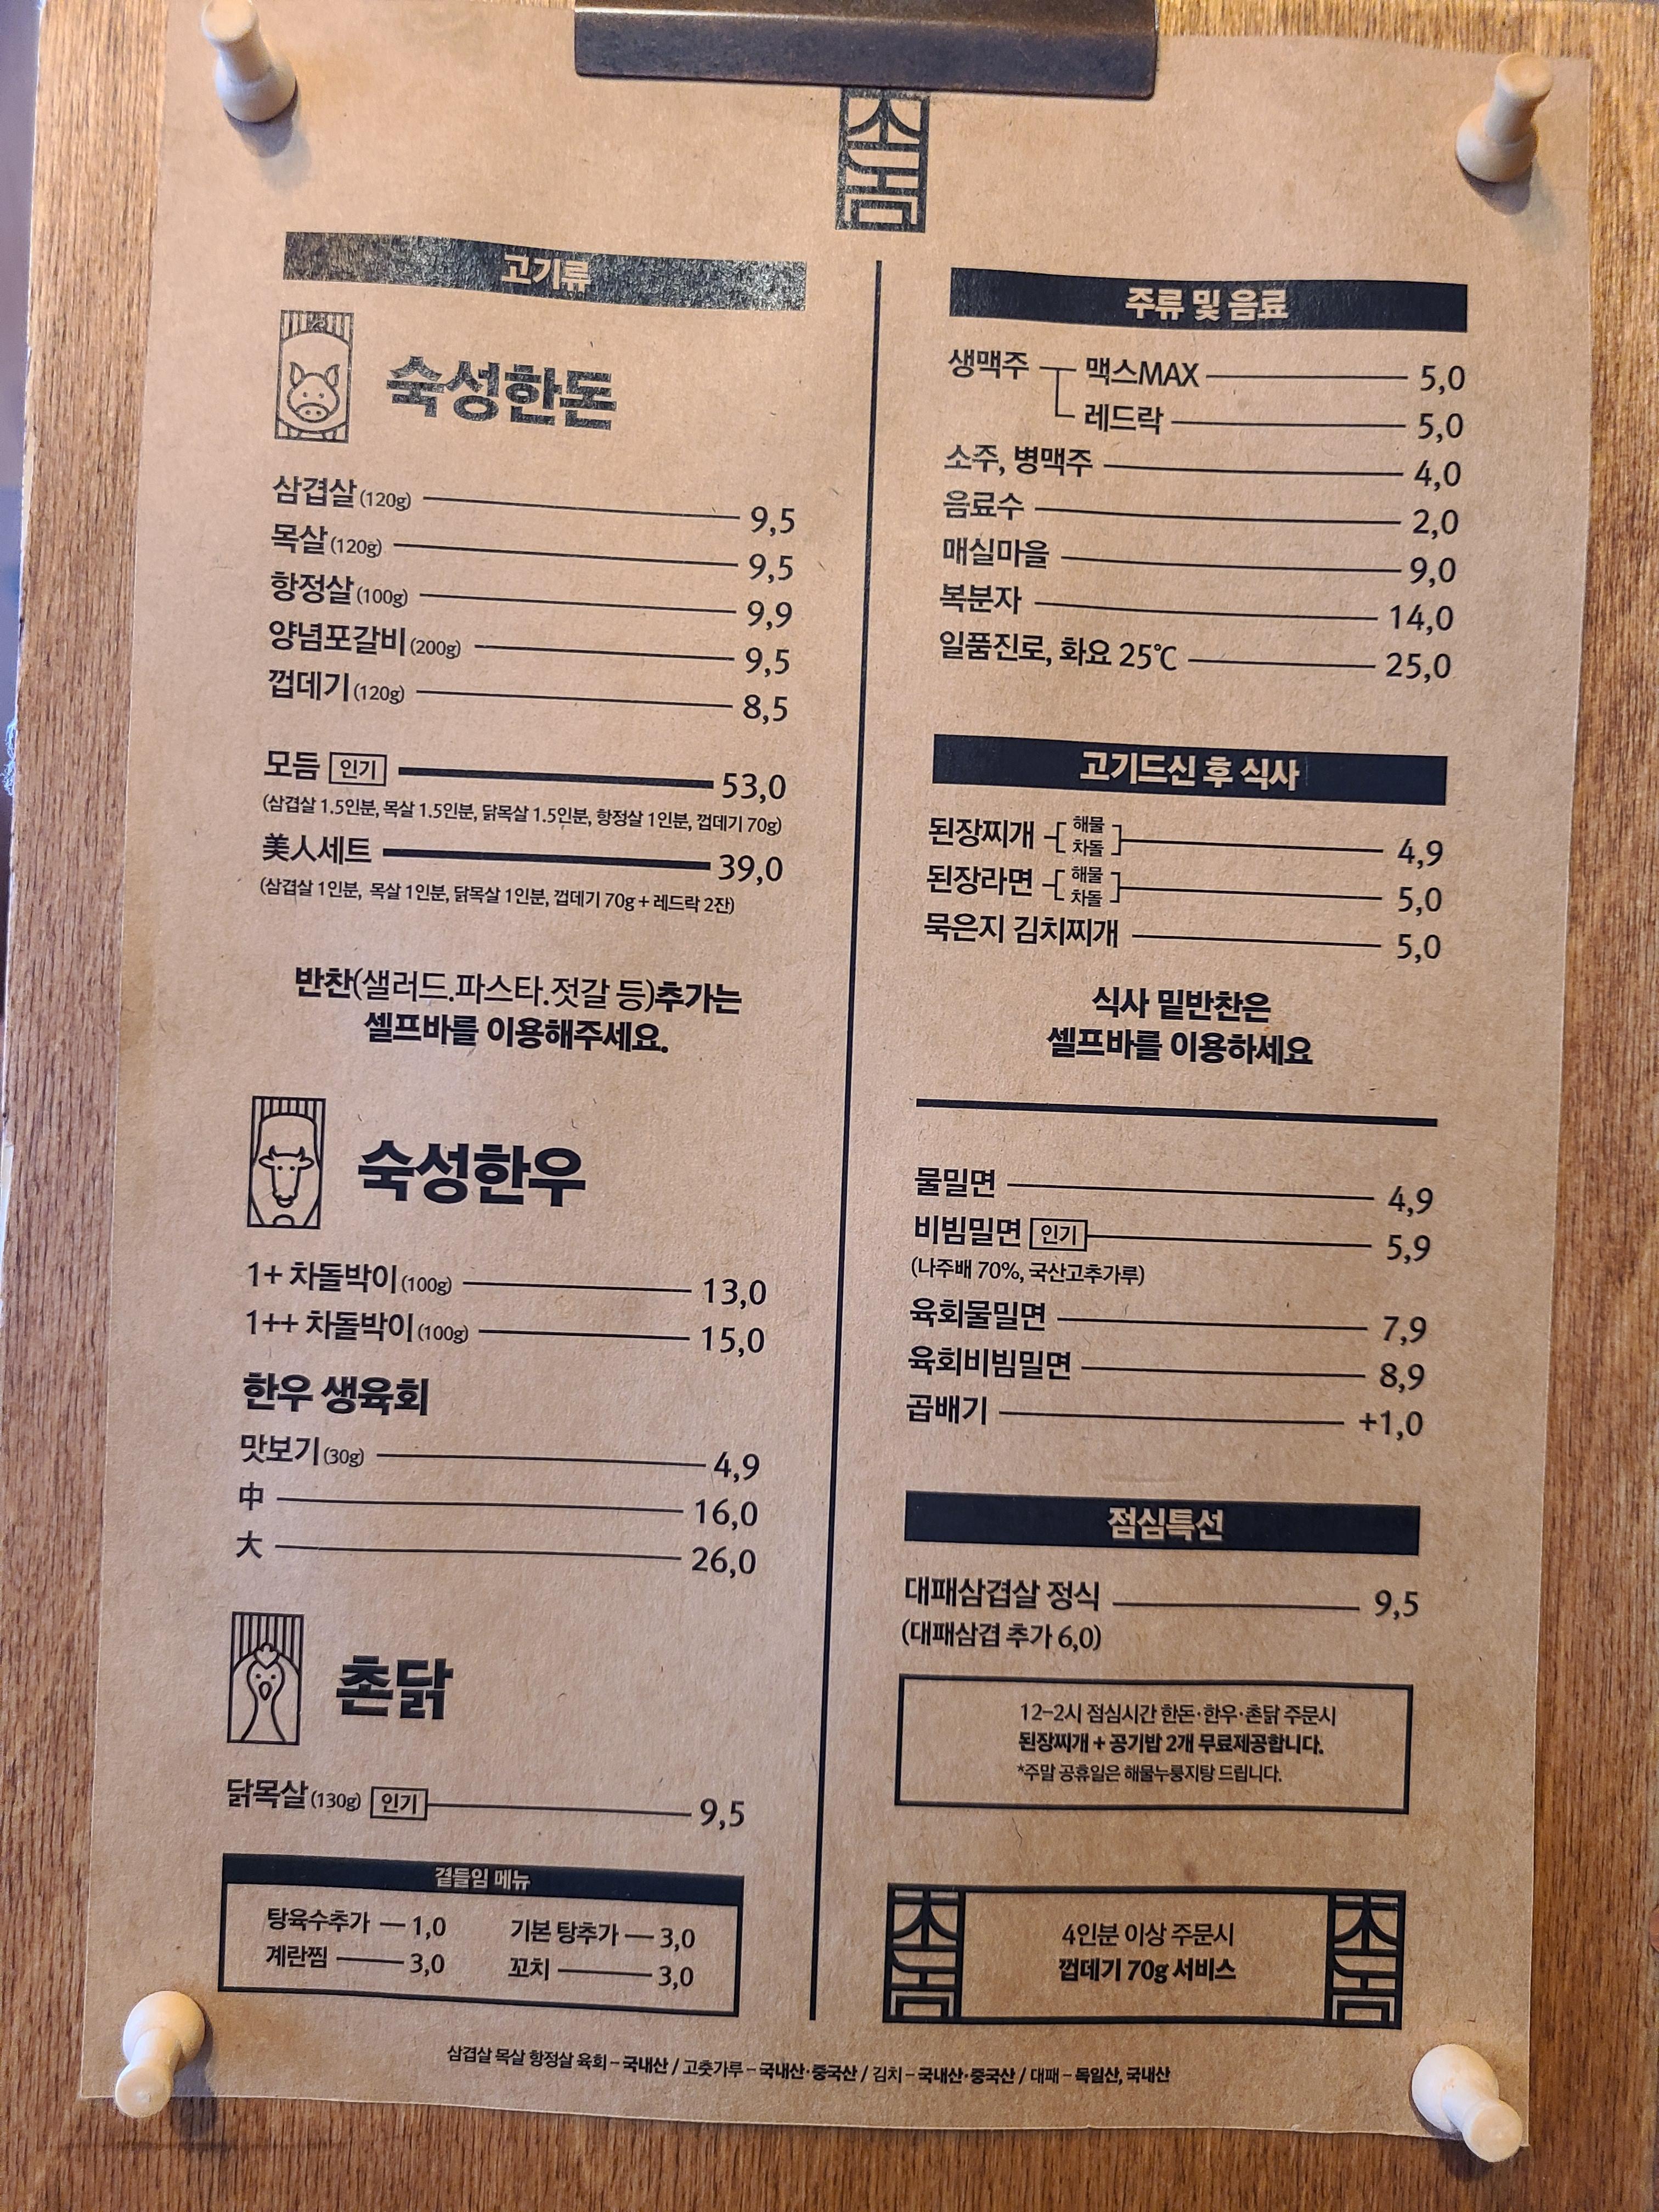 촌놈
고기류
숙성한돈
삼겹살(120g) 9,5
목살(120g) 9,5
항정살(100g) 9,9
양념포갈비(200g) 9,5
껍데기(120g) 8,5
모듬 인기 53,0
(삼겹살 1.5인분, 목살 1.5인분, 닭목살 1.5인분, 항정살 1인분, 껍데기 70g)
美人세트 39,0
(삼겹살 1인분, 목살 1인분, 닭목살 1인분, 껍데기 70g + 레드락 2잔)
반찬(샐러드.파스타.젓갈 등)추가는
셀프바를 이용해주세요.
숙성한우
1+ 차돌박이(100g) 13,0
1++ 차돌박이(100g) 15,0
한우 생육회
맛보기(30g) 4,9
中 16,0
大 26,0
촌닭
닭목살(130g) 인기 9,5
곁들임 메뉴
탕육수추가 1,0 기본 탕추가 3,0
계란찜 3,0 꼬치 3,0
주류 및 음료
생맥주 맥스MAX 5,0
레드락 5,0
소주, 병맥주 4,0
음료수 2,0
매실마을 9,0
복분자 14,0
일품진로, 화요 25℃ 25,0
고기드신 후 식사
된장찌개 해물 차돌 4,9
된장라면 해물 차돌 5,0
묵은지 김치찌개 5,0
식사 밑반찬은
셀프바를 이용하세요
물밀면 4,9
비빔밀면 인기 5,9
(나주배 70%, 국산고추가루)
육회물밀면 7,9
육회비빔밀면 8,9
곱배기 +1,0
점심특선
대패삼겹살 정식 9,5
(대패삼겹 추가 6,0)
12-2시 점심시간 한돈·한우·촌닭 주문시
된장찌개 + 공기밥 2개 무료제공합니다.
*주말 공휴일은 해물누룽지탕 드립니다.
촌놈
4인분 이상 주문시
껍데기 70g 서비스
촌놈
삼겹살 목살 항정살 육회 – 국내산 / 고춧가루 – 국내산·중국산 / 김치 – 국내산·중국산 / 대패 – 독일산, 국내산